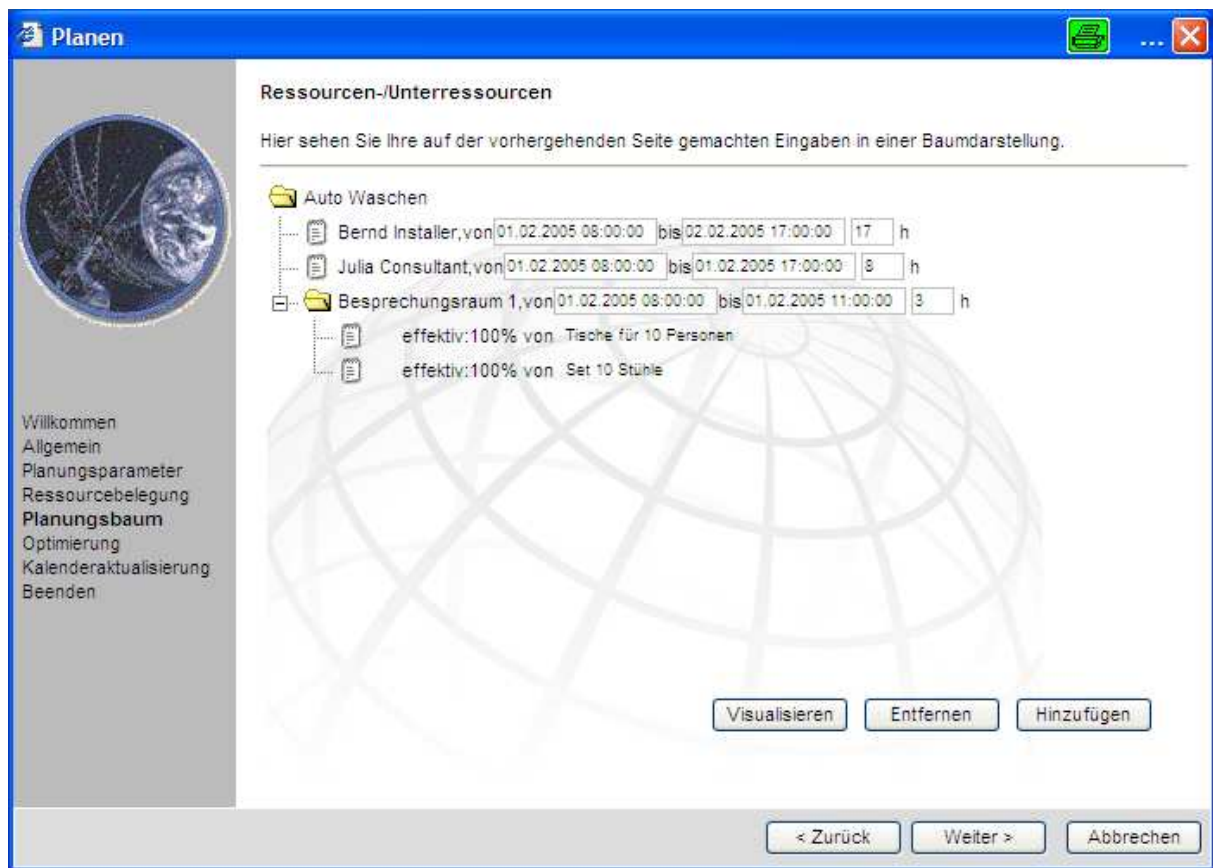 Planen
...
Ressourcen-/Unterressourcen
Hier sehen Sie Ihre auf der vorhergehenden Seite gemachten Eingaben in einer Baumdarstellung.
Auto Waschen
Bernd Installer,von 01.02.2005 08:00:00 bis 02.02.2005 17:00:00 17 h
Julia Consultant,von 01.02.2005 08:00:00 bis 01.02.2005 17:00:00 8 h
Besprechungsraum 1,von 01.02.2005 08:00:00 bis 01.02.2005 11:00:00 3 h
effektiv:100% von Tische für 10 Personen
effektiv:100% von Set 10 Stühle
Willkommen
Allgemein
Planungsparameter
Ressourcebelegung
Planungsbaum
Optimierung
Kalenderaktualisierung
Beenden
Visualisieren Entfernen Hinzufügen
< Zurück Weiter > Abbrechen